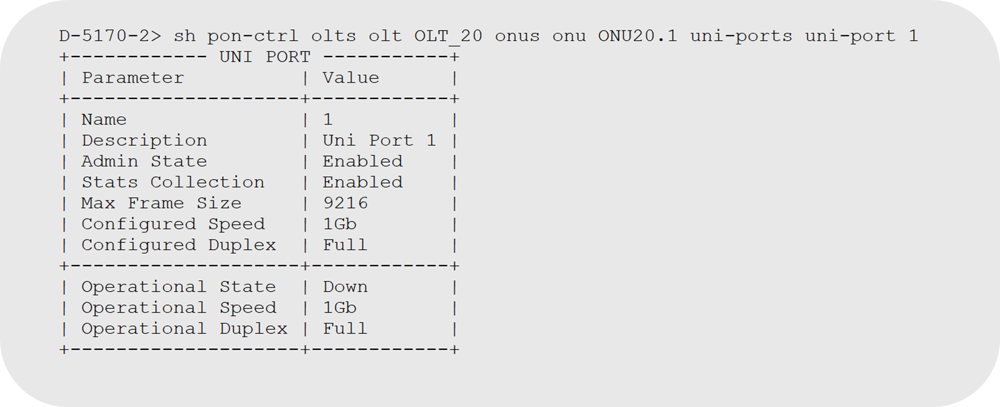 D-5170-2> sh pon-ctrl olts olt OLT_20 onus onu ONU20.1 uni-ports uni-port 1
+------------ UNI PORT -----------+
| Parameter          | Value      |
+--------------------+------------+
| Name               | 1          |
| Description        | Uni Port 1 |
| Admin State        | Enabled    |
| Stats Collection   | Enabled    |
| Max Frame Size     | 9216       |
| Configured Speed   | 1Gb        |
| Configured Duplex  | Full       |
+--------------------+------------+
| Operational State  | Down       |
| Operational Speed  | 1Gb        |
| Operational Duplex | Full       |
+--------------------+------------+